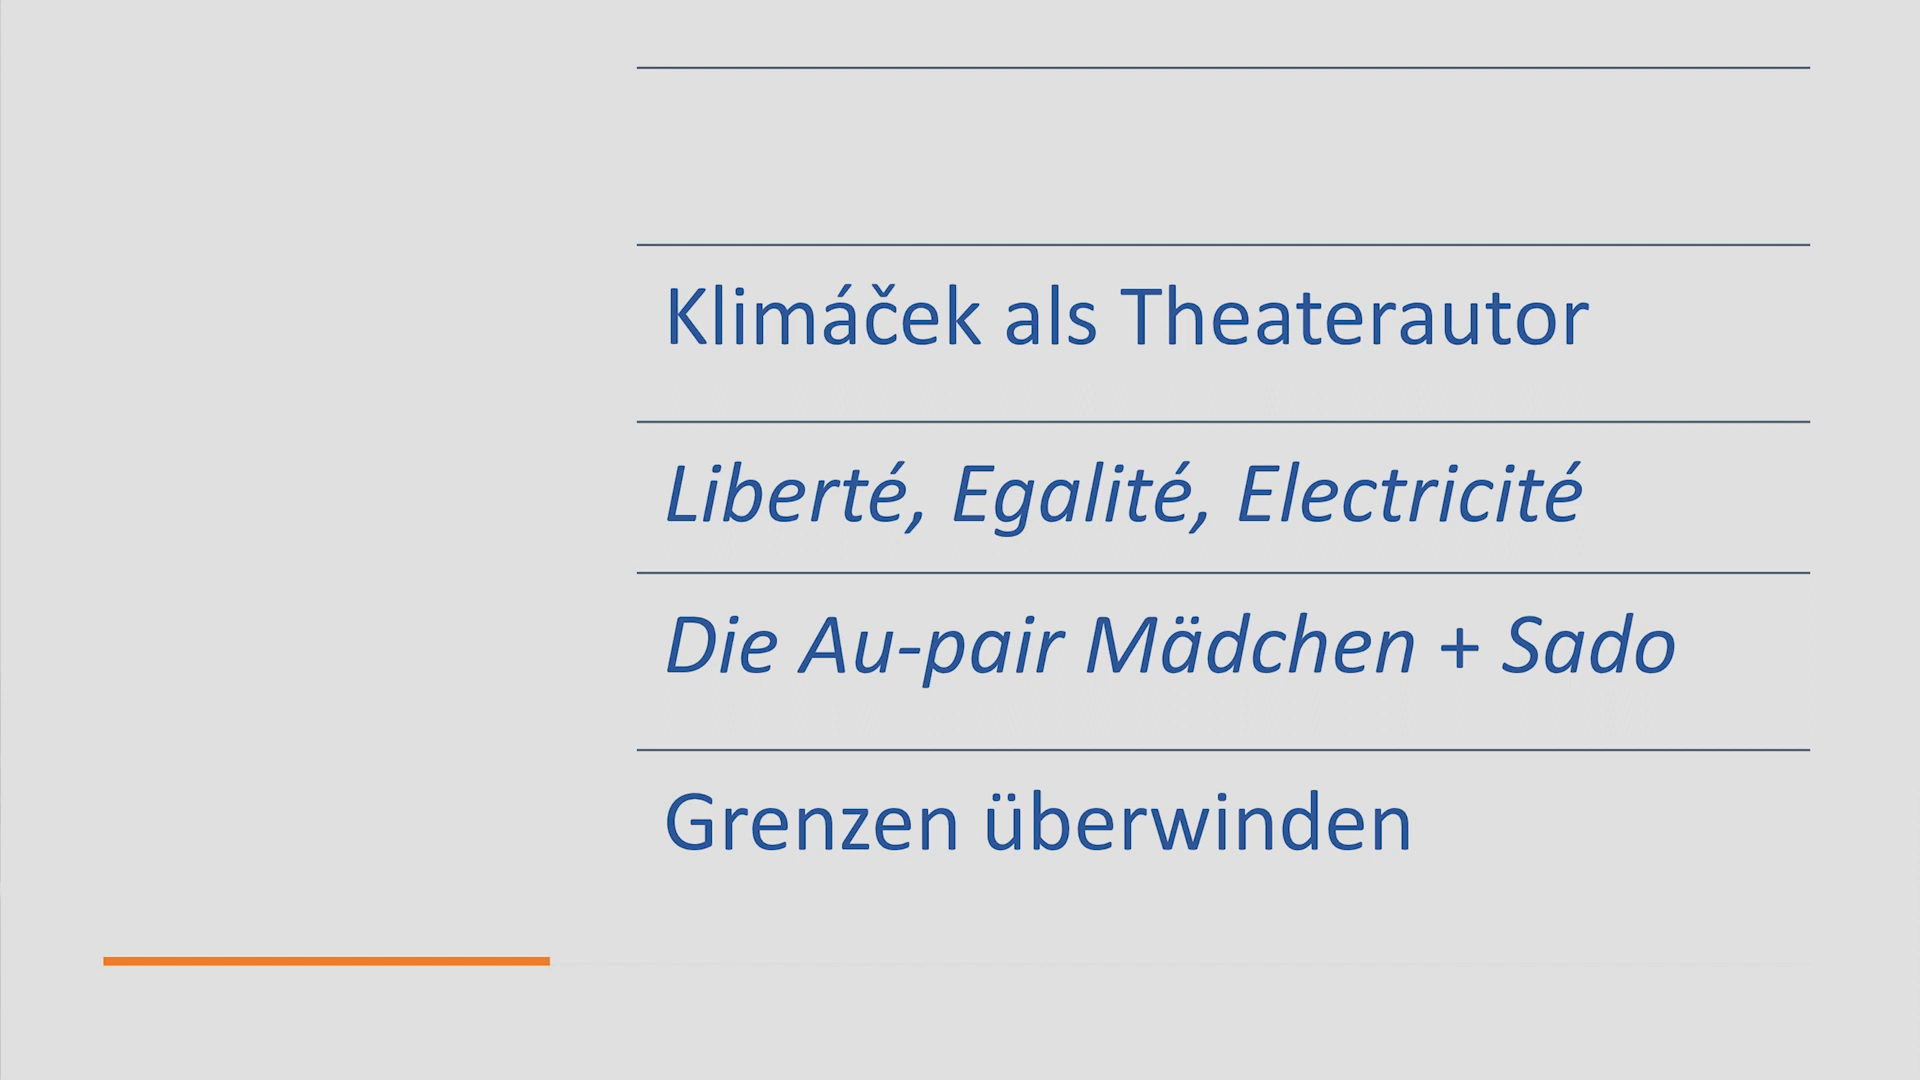 Klimáček als Theaterautor
Liberté, Egalité, Electricité
Die Au-pair Mädchen + Sado
Grenzen überwinden